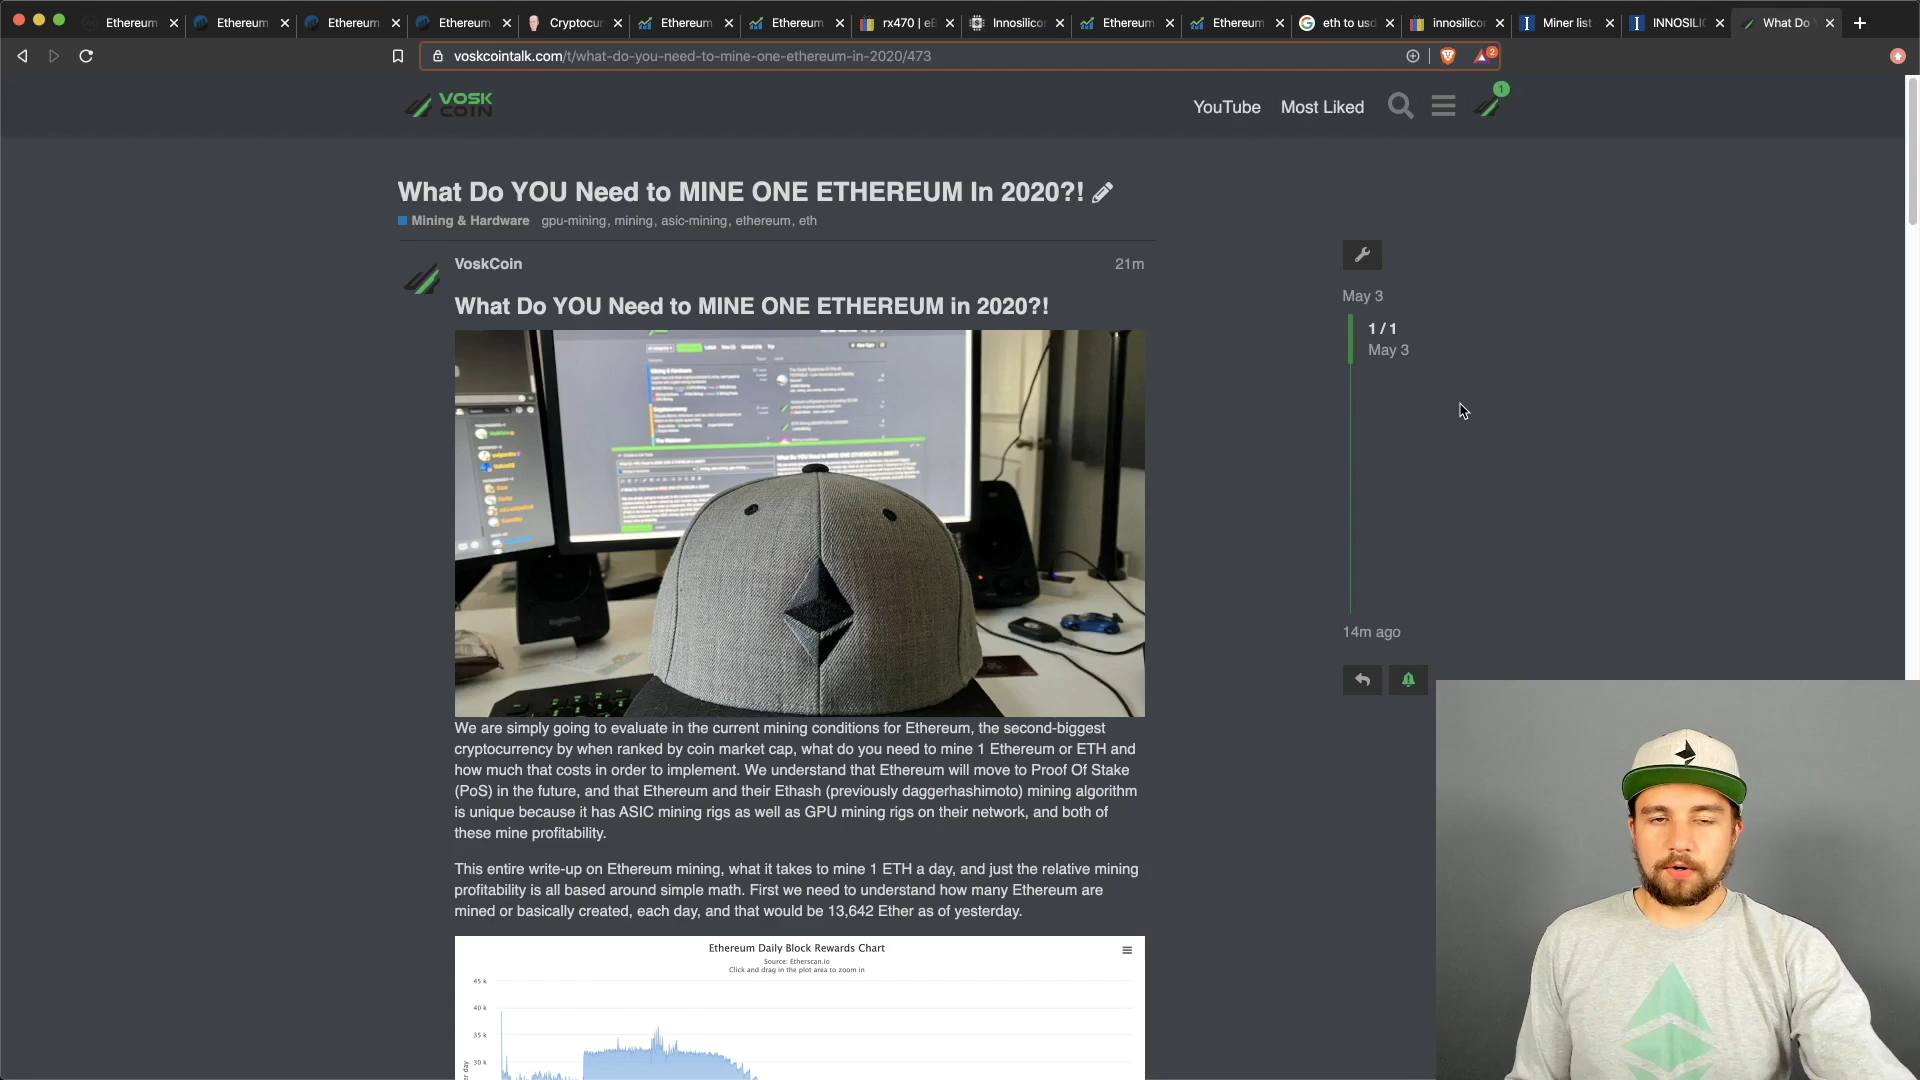 Ethereum
Ethereum
Ethereum
Ethereum
Cryptocur
Ethereum
Ethereum
rx470 | eB
Innosilicon
Ethereum
Ethereum
eth to usd
innosilicor
Miner list
INNOSILIC
What Do Y
voskcointalk.com/t/what-do-you-need-to-mine-one-ethereum-in-2020/473
2
VOSK
COIN
YouTube
Most Liked
1
What Do YOU Need to MINE ONE ETHEREUM In 2020?!
Mining & Hardware gpu-mining, mining, asic-mining, ethereum, eth
VoskCoin
21m
What Do YOU Need to MINE ONE ETHEREUM in 2020?!
May 3
1 / 1
May 3
14m ago
We are simply going to evaluate in the current mining conditions for Ethereum, the second-biggest
cryptocurrency by when ranked by coin market cap, what do you need to mine 1 Ethereum or ETH and
how much that costs in order to implement. We understand that Ethereum will move to Proof Of Stake
(PoS) in the future, and that Ethereum and their Ethash (previously daggerhashimoto) mining algorithm
is unique because it has ASIC mining rigs as well as GPU mining rigs on their network, and both of
these mine profitability.
This entire write-up on Ethereum mining, what it takes to mine 1 ETH a day, and just the relative mining
profitability is all based around simple math. First we need to understand how many Ethereum are
mined or basically created, each day, and that would be 13,642 Ether as of yesterday.
Ethereum Daily Block Rewards Chart
Source: Etherscan.io
Click and drag in the plot area to zoom in
45 k
40 k
35 k
30 k